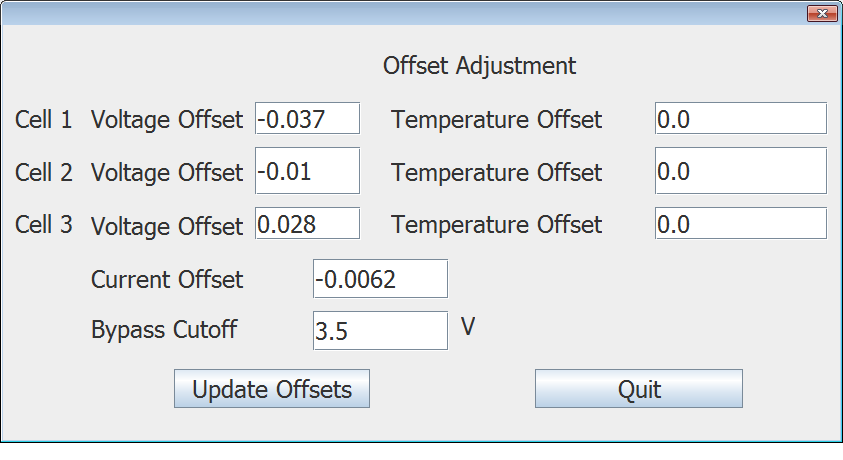 Offset Adjustment
Cell 1 Voltage Offset -0.037 Temperature Offset 0.0
Cell 2 Voltage Offset -0.01 Temperature Offset 0.0
Cell 3 Voltage Offset 0.028 Temperature Offset 0.0
Current Offset -0.0062
Bypass Cutoff 3.5 V
Update Offsets Quit